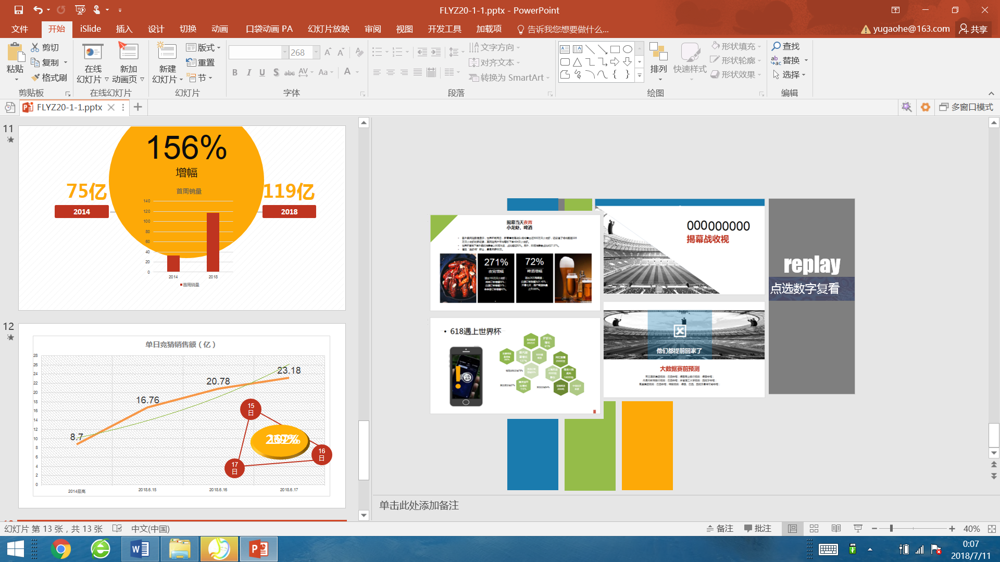 FLYZ20-1-1.pptx - PowerPoint
文件 开始 iSlide 插入 设计 切换 动画 口袋动画 PA 幻灯片放映 审阅 视图 开发工具 加载项 告诉我您想要做什么... yugaohe@163.com 共享
粘贴 剪切 复制 格式刷
剪贴板
在线
幻灯片
新加
动画页
在线幻灯片
新建
幻灯片
版式
重置
节
幻灯片
268
B I U S abc AV Aa A
字体
文字方向
对齐文本
转换为 SmartArt
段落
排列
快速样式
形状填充
形状轮廓
形状效果
绘图
查找
替换
选择
编辑
FLYZ20-1-1.pptx
多窗口模式
11
156%
增幅
75亿
2014
119亿
2018
首周销量
140
120
100
80
60
40
20
0
2014 2018
首周销量
12
单日竞猜销售额（亿）
28
26
24
22
20
18
16
14
12
10
8
6
4
2
0
8.7
16.76
20.78
23.18
15
日
16
日
17
日
2014最高 2018.6.15 2018.6.16 2018.6.17
揭幕当天夜宵
小龙虾、啤酒
271%
夜宵增幅
72%
啤酒增幅
揭幕战收视
618遇上世界杯
他们都提前回家了
大数据赛前预测
replay
点选数字复看
单击此处添加备注
幻灯片 第 13 张，共 13 张 中文(中国)
备注 批注 40%
0:07
2018/7/11